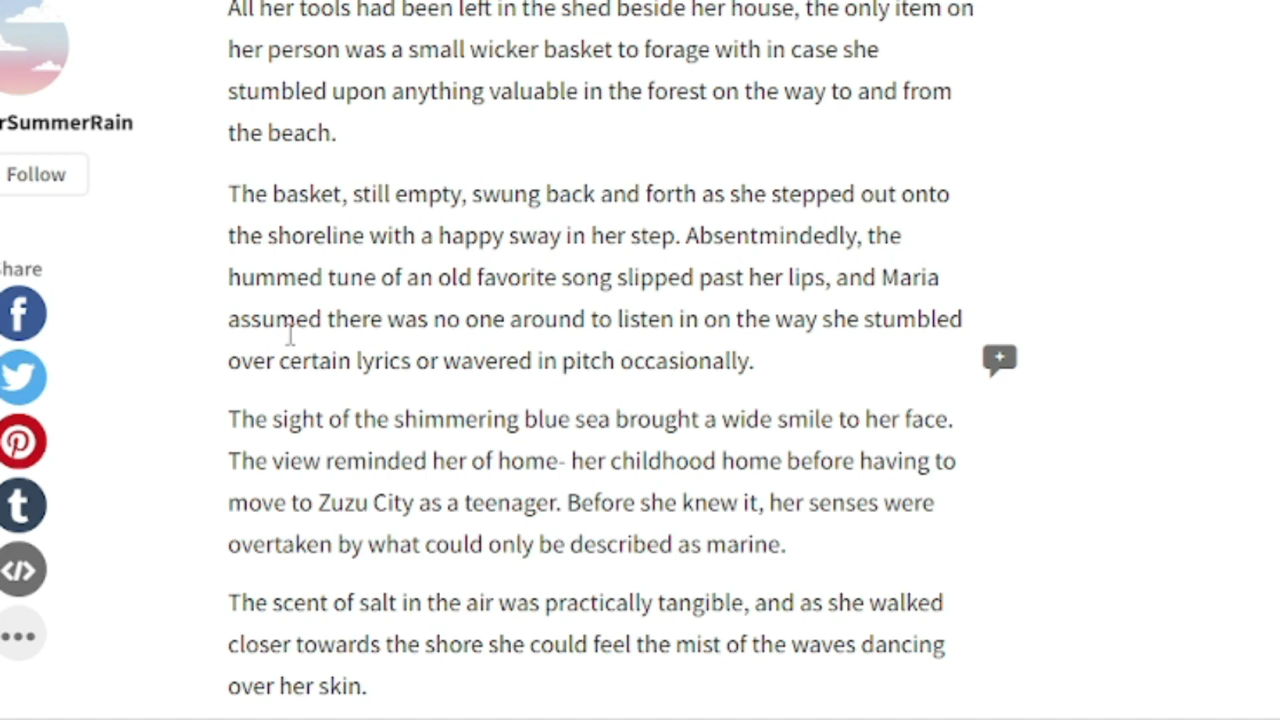 All her tools had been left in the shed beside her house, the only item on
her person was a small wicker basket to forage with in case she
stumbled upon anything valuable in the forest on the way to and from
the beach.
rSummerRain
Follow
The basket, still empty, swung back and forth as she stepped out onto
the shoreline with a happy sway in her step. Absentmindedly, the
hummed tune of an old favorite song slipped past her lips, and Maria
assumed there was no one around to listen in on the way she stumbled
over certain lyrics or wavered in pitch occasionally.
Share
The sight of the shimmering blue sea brought a wide smile to her face.
The view reminded her of home- her childhood home before having to
move to Zuzu City as a teenager. Before she knew it, her senses were
overtaken by what could only be described as marine.
The scent of salt in the air was practically tangible, and as she walked
closer towards the shore she could feel the mist of the waves dancing
over her skin.